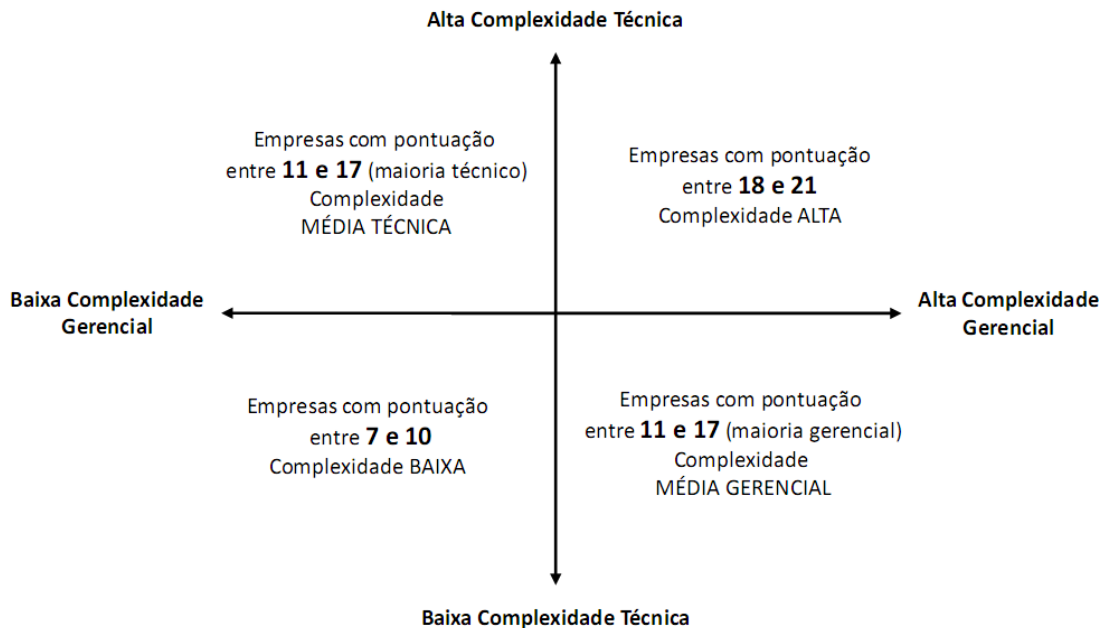 Alta Complexidade Técnica
Empresas com pontuação
entre 11 e 17 (maioria técnico)
Complexidade
MÉDIA TÉCNICA
Empresas com pontuação
entre 18 e 21
Complexidade ALTA
Baixa Complexidade
Gerencial
Alta Complexidade
Gerencial
Empresas com pontuação
entre 7 e 10
Complexidade BAIXA
Empresas com pontuação
entre 11 e 17 (maioria gerencial)
Complexidade
MÉDIA GERENCIAL
Baixa Complexidade Técnica